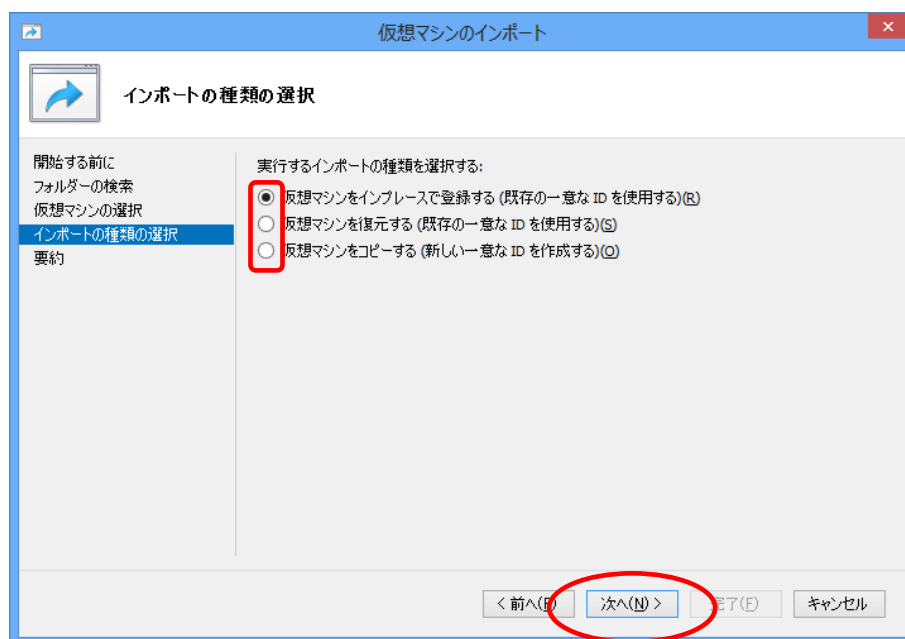 仮想マシンのインポート
インポートの種類の選択
開始する前に
フォルダーの検索
仮想マシンの選択
インポートの種類の選択
要約
実行するインポートの種類を選択する:
仮想マシンをインプレースで登録する (既存の一意な ID を使用する)(R)
仮想マシンを復元する (既存の一意な ID を使用する)(S)
仮想マシンをコピーする (新しい一意な ID を作成する)(O)
< 前へ(P)
次へ(N) >
完了(F)
キャンセル